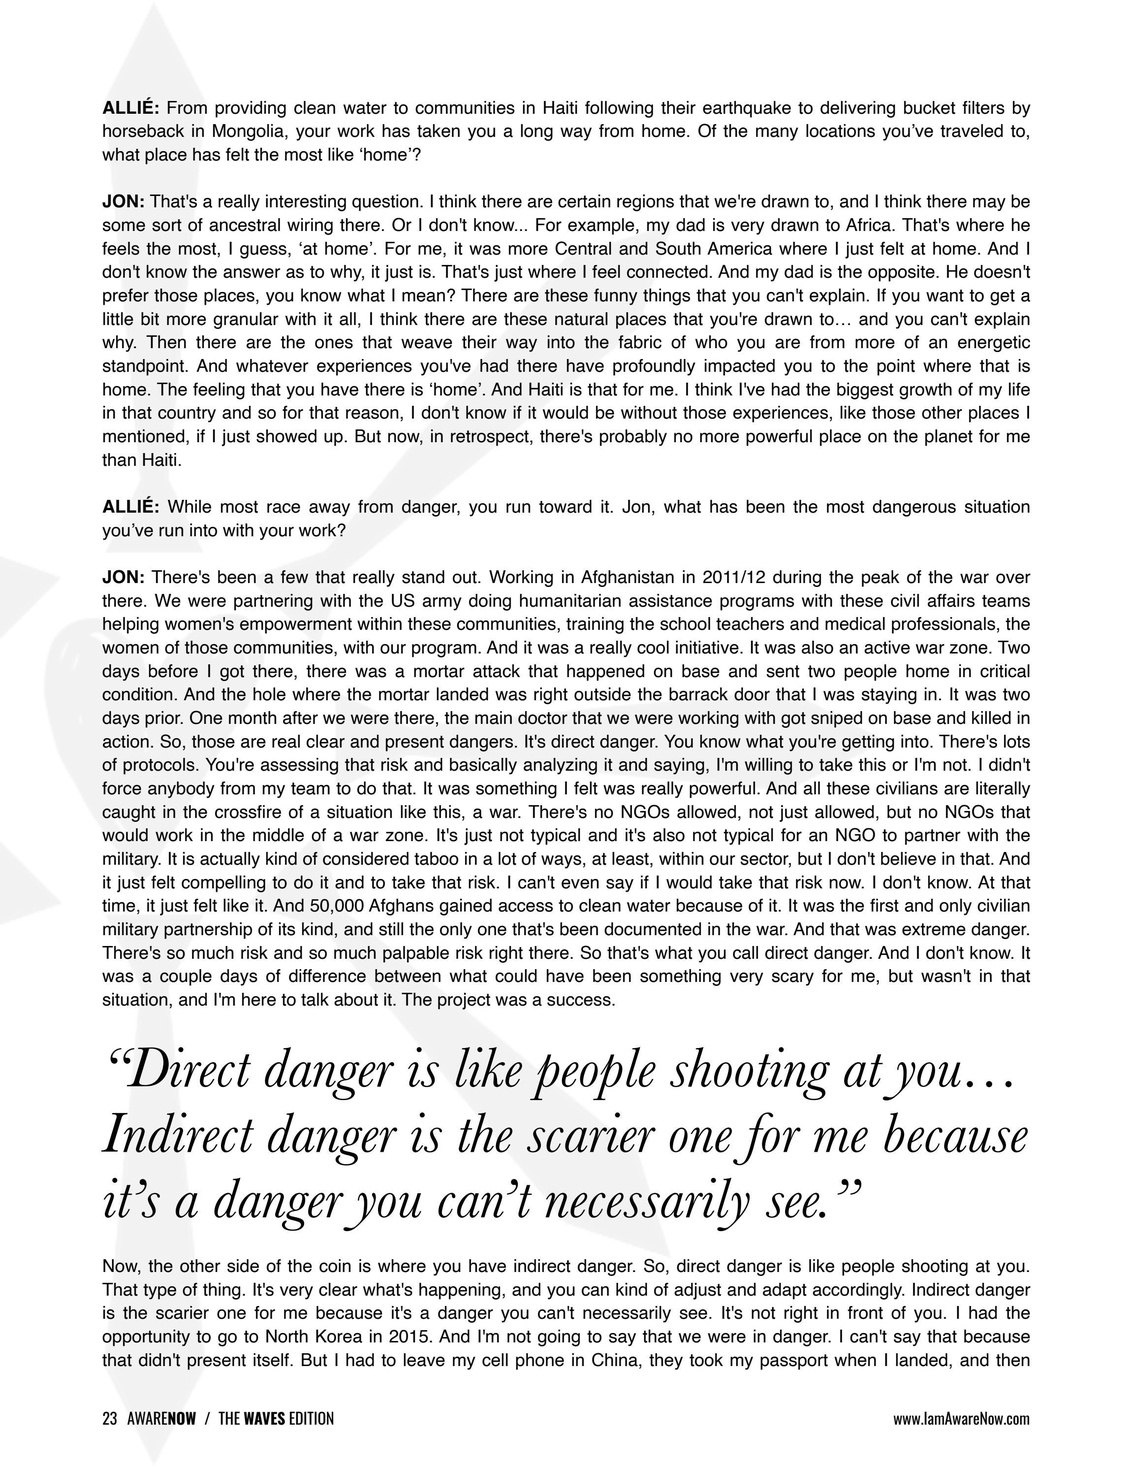 ALLIÉ: From providing clean water to communities in Haiti following their earthquake to delivering bucket filters by
horseback in Mongolia, your work has taken you a long way from home. Of the many locations you’ve traveled to,
what place has felt the most like ‘home’?
JON: That's a really interesting question. I think there are certain regions that we're drawn to, and I think there may be
some sort of ancestral wiring there. Or I don't know... For example, my dad is very drawn to Africa. That's where he
feels the most, I guess, ‘at home’. For me, it was more Central and South America where I just felt at home. And I
don't know the answer as to why, it just is. That's just where I feel connected. And my dad is the opposite. He doesn't
prefer those places, you know what I mean? There are these funny things that you can't explain. If you want to get a
little bit more granular with it all, I think there are these natural places that you're drawn to… and you can't explain
why. Then there are the ones that weave their way into the fabric of who you are from more of an energetic
standpoint. And whatever experiences you've had there have profoundly impacted you to the point where that is
home. The feeling that you have there is ‘home’. And Haiti is that for me. I think I've had the biggest growth of my life
in that country and so for that reason, I don't know if it would be without those experiences, like those other places I
mentioned, if I just showed up. But now, in retrospect, there's probably no more powerful place on the planet for me
than Haiti.
ALLIÉ: While most race away from danger, you run toward it. Jon, what has been the most dangerous situation
you’ve run into with your work?
JON: There's been a few that really stand out. Working in Afghanistan in 2011/12 during the peak of the war over
there. We were partnering with the US army doing humanitarian assistance programs with these civil affairs teams
helping women's empowerment within these communities, training the school teachers and medical professionals, the
women of those communities, with our program. And it was a really cool initiative. It was also an active war zone. Two
days before I got there, there was a mortar attack that happened on base and sent two people home in critical
condition. And the hole where the mortar landed was right outside the barrack door that I was staying in. It was two
days prior. One month after we were there, the main doctor that we were working with got sniped on base and killed in
action. So, those are real clear and present dangers. It's direct danger. You know what you're getting into. There's lots
of protocols. You're assessing that risk and basically analyzing it and saying, I'm willing to take this or I'm not. I didn't
force anybody from my team to do that. It was something I felt was really powerful. And all these civilians are literally
caught in the crossfire of a situation like this, a war. There's no NGOs allowed, not just allowed, but no NGOs that
would work in the middle of a war zone. It's just not typical and it's also not typical for an NGO to partner with the
military. It is actually kind of considered taboo in a lot of ways, at least, within our sector, but I don't believe in that. And
it just felt compelling to do it and to take that risk. I can't even say if I would take that risk now. I don't know. At that
time, it just felt like it. And 50,000 Afghans gained access to clean water because of it. It was the first and only civilian
military partnership of its kind, and still the only one that's been documented in the war. And that was extreme danger.
There's so much risk and so much palpable risk right there. So that's what you call direct danger. And I don't know. It
was a couple days of difference between what could have been something very scary for me, but wasn't in that
situation, and I'm here to talk about it. The project was a success.
“Direct danger is like people shooting at you…
Indirect danger is the scarier one for me because
it’s a danger you can’t necessarily see.”
Now, the other side of the coin is where you have indirect danger. So, direct danger is like people shooting at you.
That type of thing. It's very clear what's happening, and you can kind of adjust and adapt accordingly. Indirect danger
is the scarier one for me because it's a danger you can't necessarily see. It's not right in front of you. I had the
opportunity to go to North Korea in 2015. And I'm not going to say that we were in danger. I can't say that because
that didn't present itself. But I had to leave my cell phone in China, they took my passport when I landed, and then
23 AWARENOW / THE WAVES EDITION
www.IamAwareNow.com